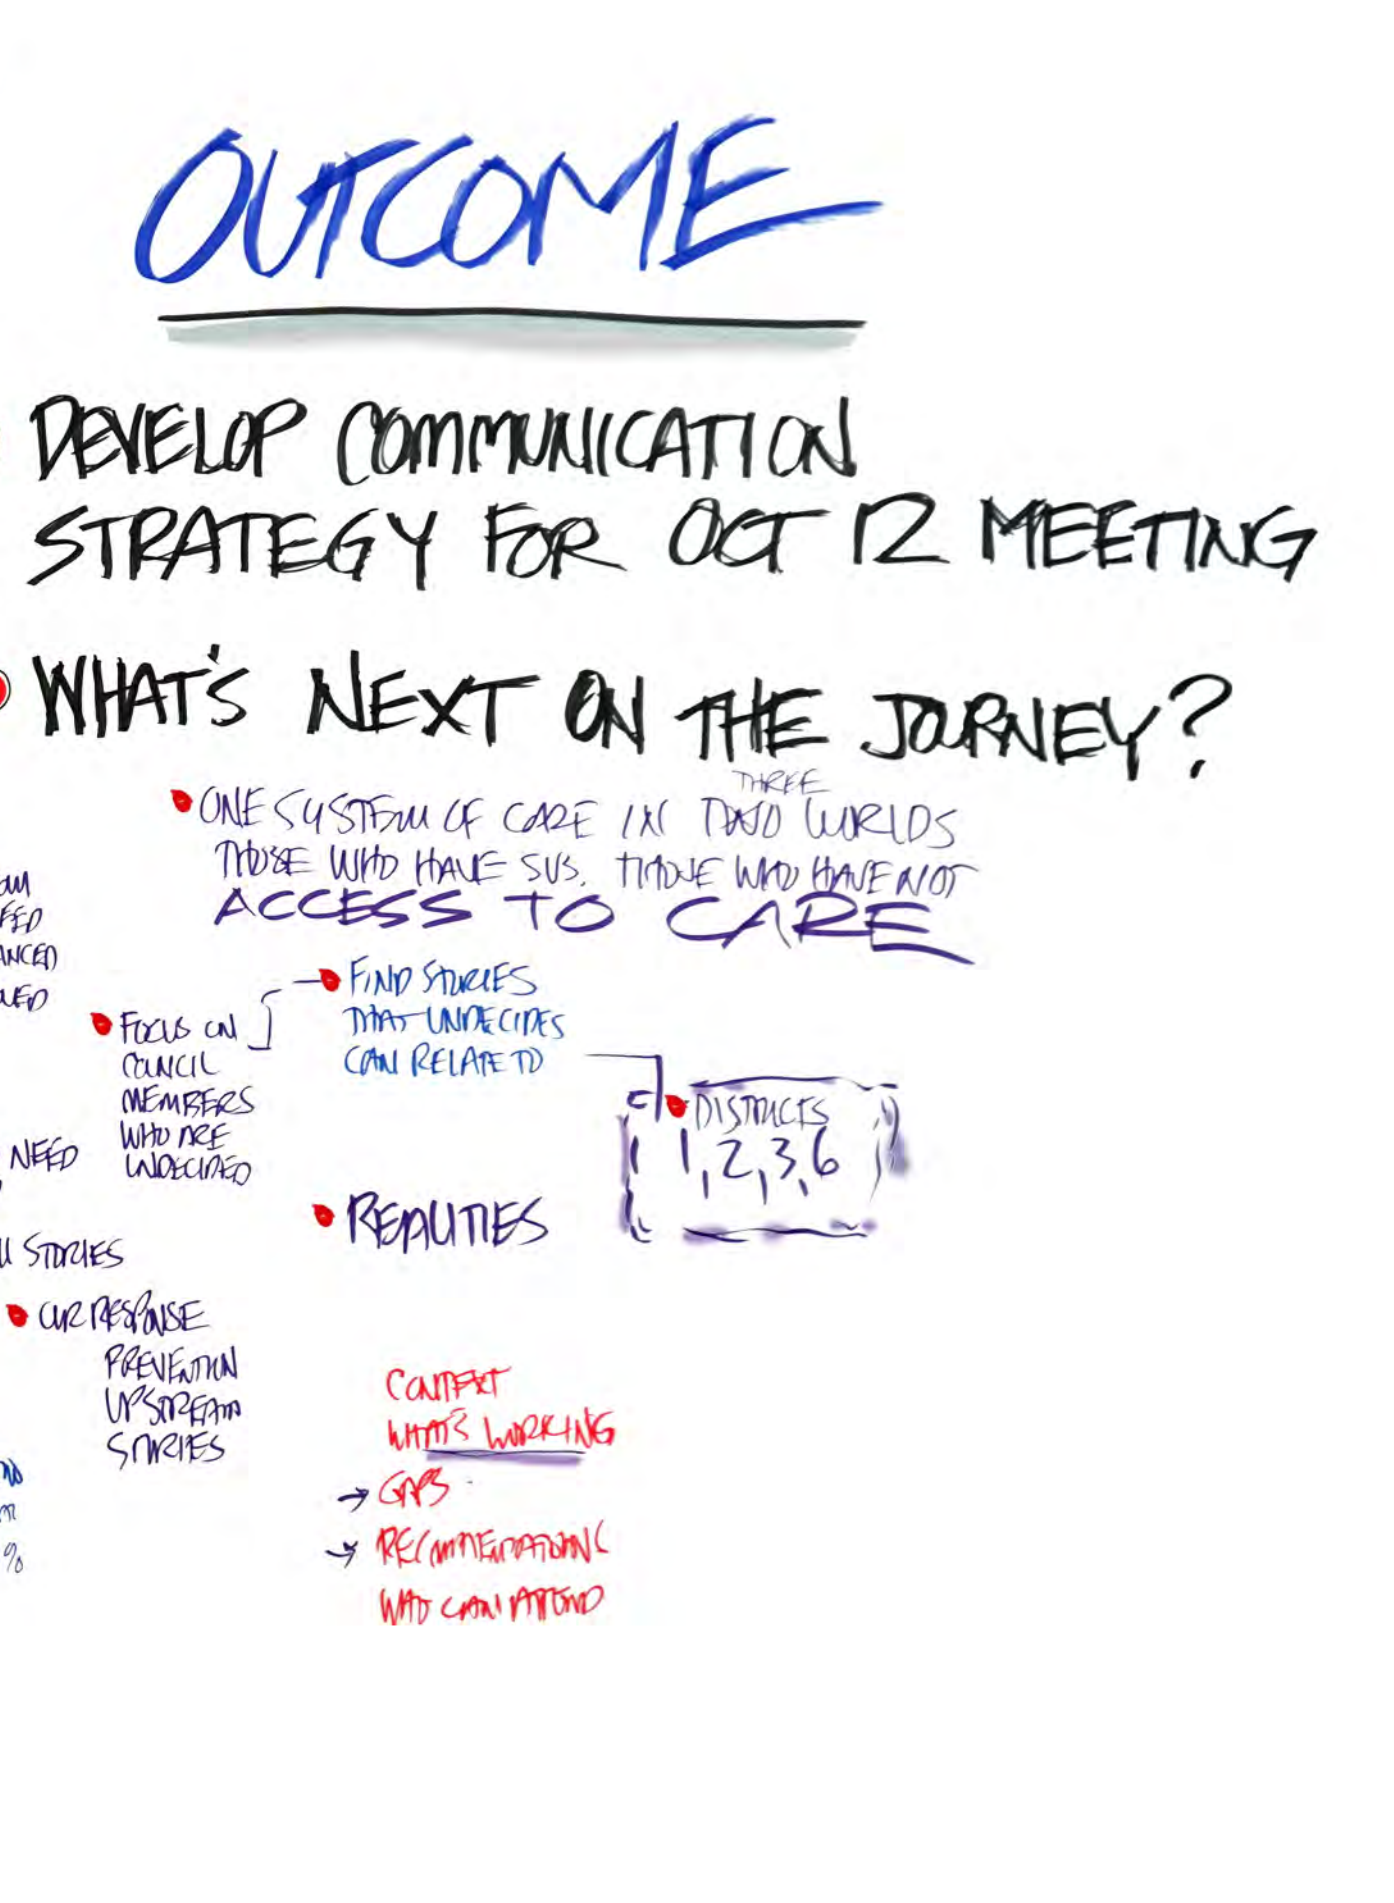 OUTCOME
DEVELOP COMMUNICATION
STRATEGY FOR OCT 12 MEETING
WHAT'S NEXT ON THE JOURNEY?
THREE
ONE SYSTEM OF CARE IN TWO WORLDS
THOSE WHO HAVE SVS. THOSE WHO HAVE NOT
ACCESS TO CARE
ANCED
FIND STORIES
THAT UNDECIDES
CAN RELATE TO
FOCUS ON
COUNCIL
MEMBERS
WHO ARE
UNDECIDED
DISTRICTS
1,2,3,6
NEED
REALITIES
STORIES
OUR RESPONSE
PREVENTION
UPSTREAM
STORIES
CONTEXT
WHAT'S WORKING
GAPS
RECOMMENDATIONS
WHO CAN ATTEND
%